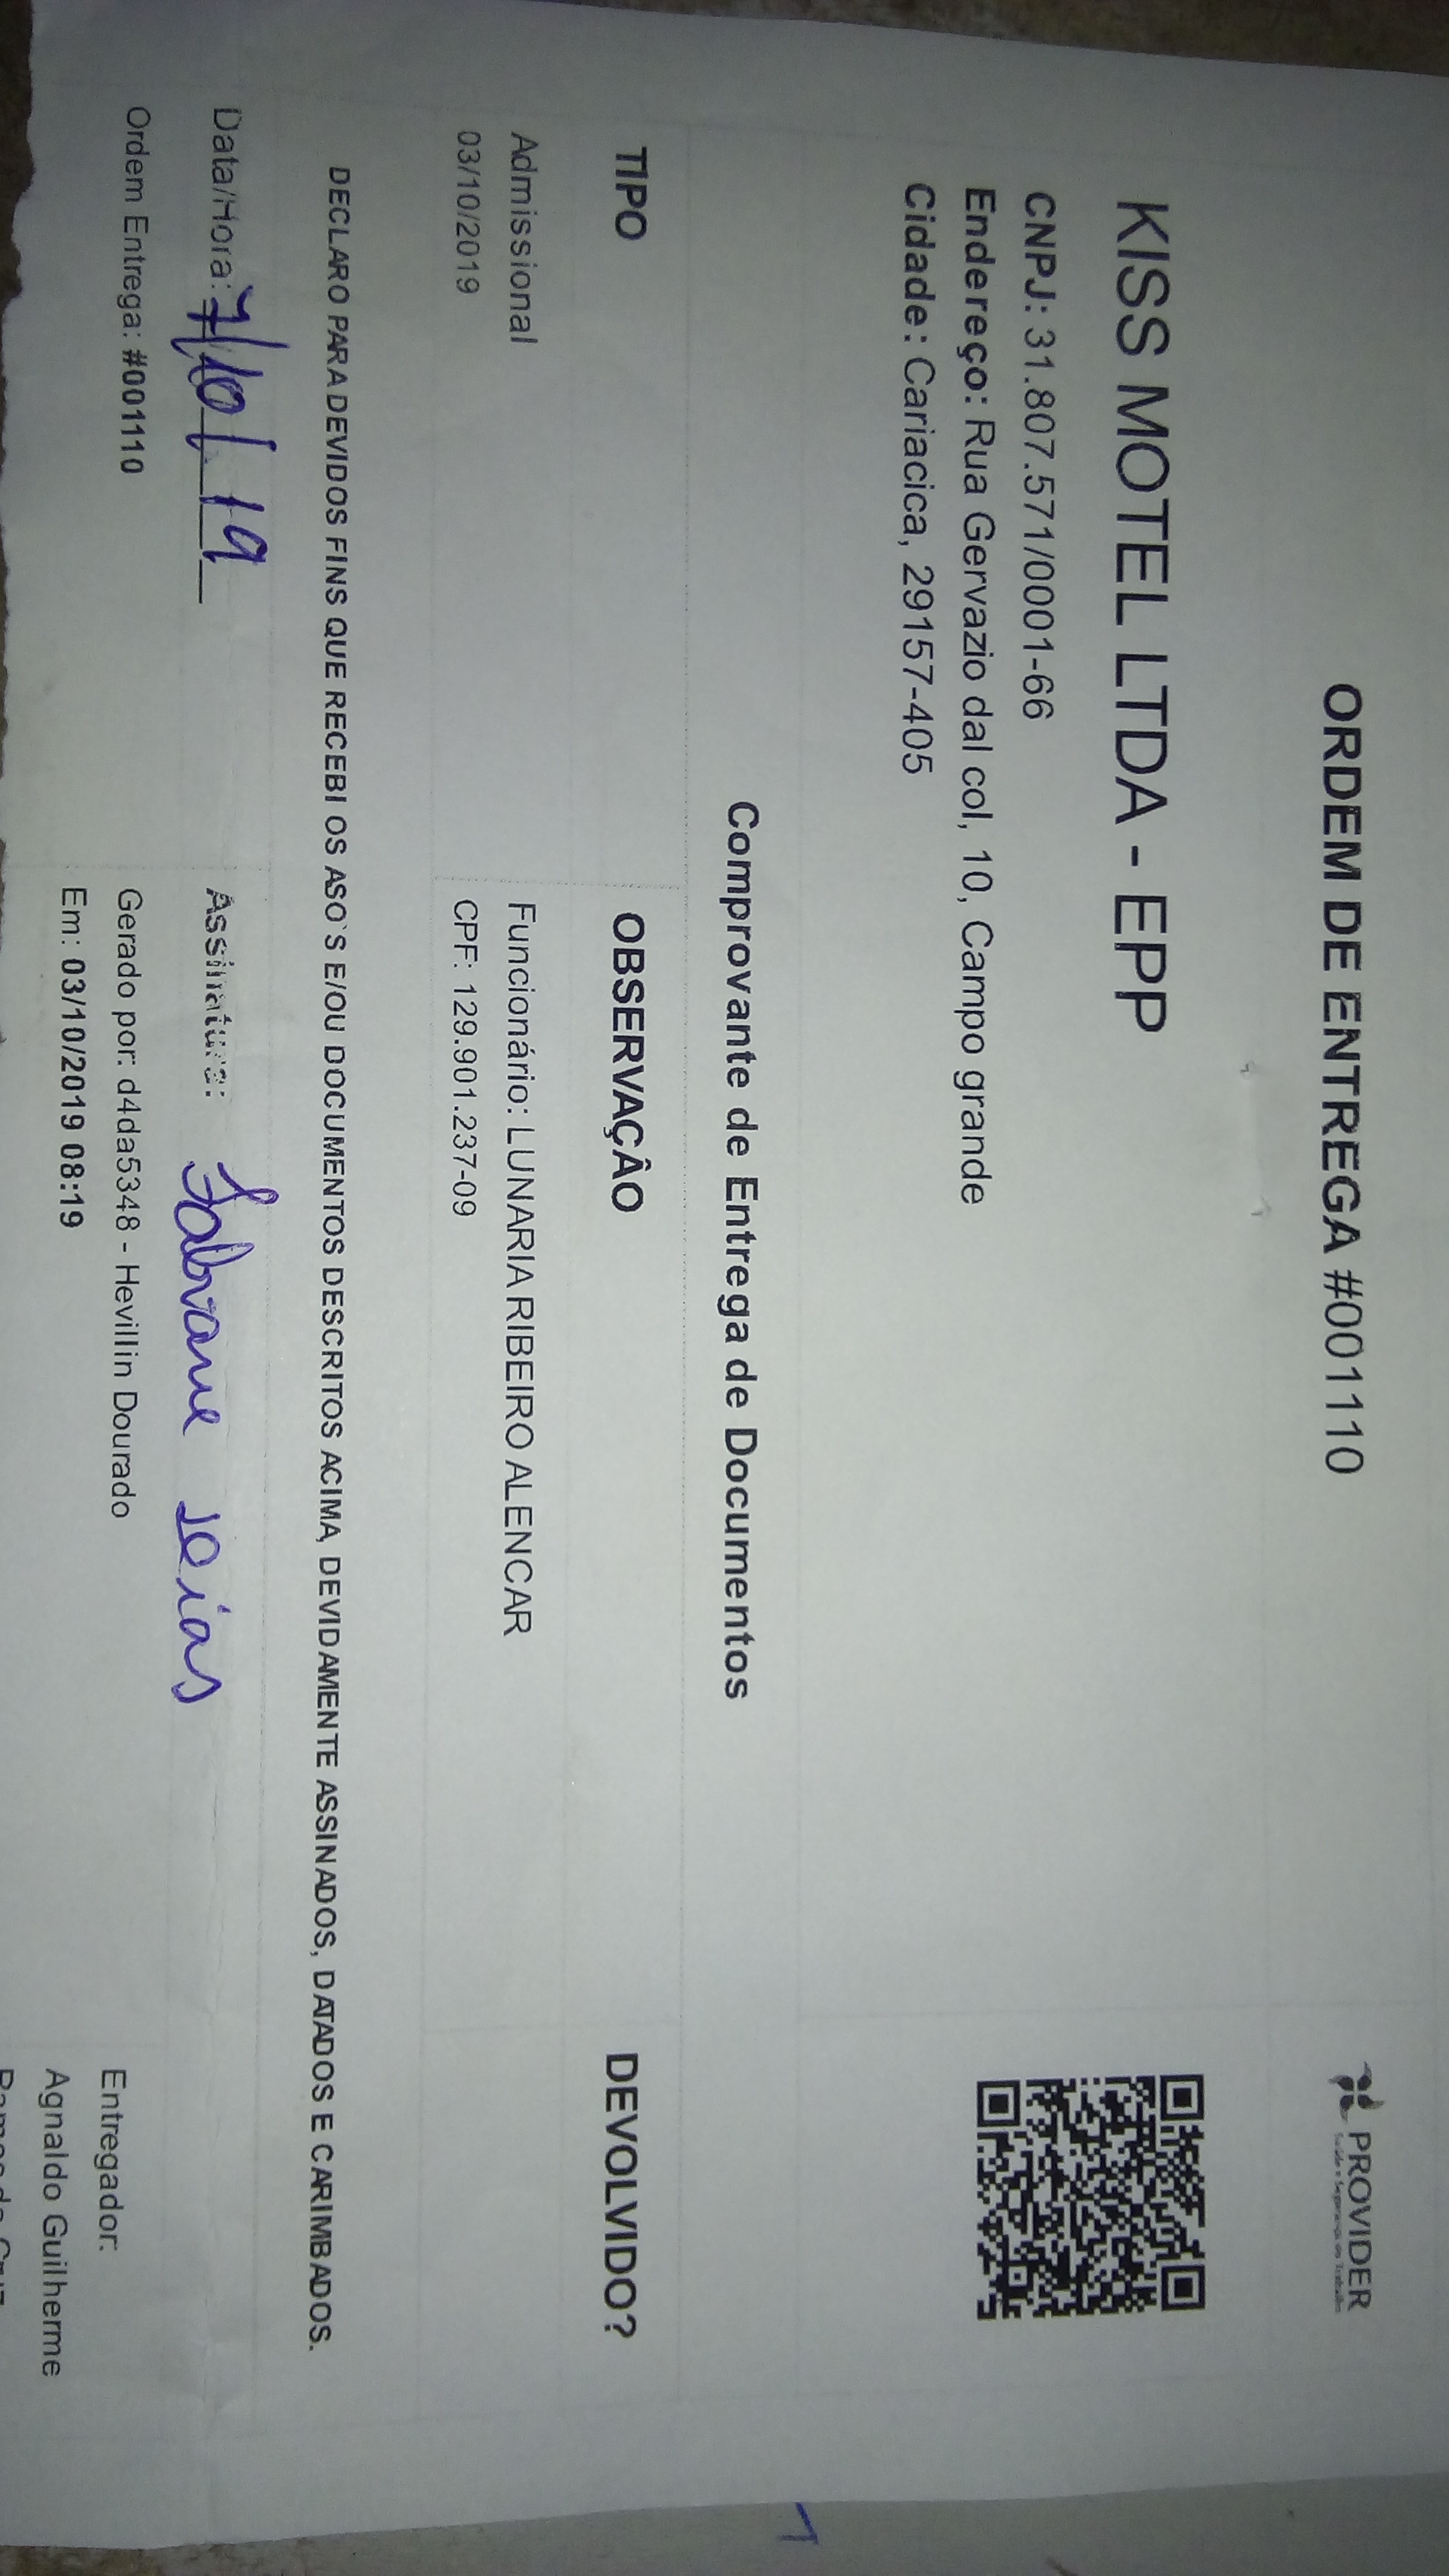 ORDEM DE ENTREGA #001110
PROVIDER
KISS MOTEL LTDA - EPP
CNPJ: 31.807.571/0001-66
Endereço: Rua Gervazio dal col, 10, Campo grande
Cidade: Cariacica, 29157-405
Comprovante de Entrega de Documentos
TIPO OBSERVAÇÂO DEVOLVIDO?
Admissional Funcionário: LUNARIA RIBEIRO ALENCAR
03/10/2019 CPF: 129.901.237-09
DECLARO PARA DEVIDOS FINS QUE RECEBI OS ASO`S E/OU DOCUMENTOS DESCRITOS ACIMA, DEVIDAMENTE ASSINADOS, DATADOS E CARIMBADOS.
Data/Hora: 7/10/19 Assinatura:
Ordem Entrega: #001110 Gerado por: d4da5348 - Hevillin Dourado Entregador:
Em: 03/10/2019 08:19 Agnaldo Guilherme